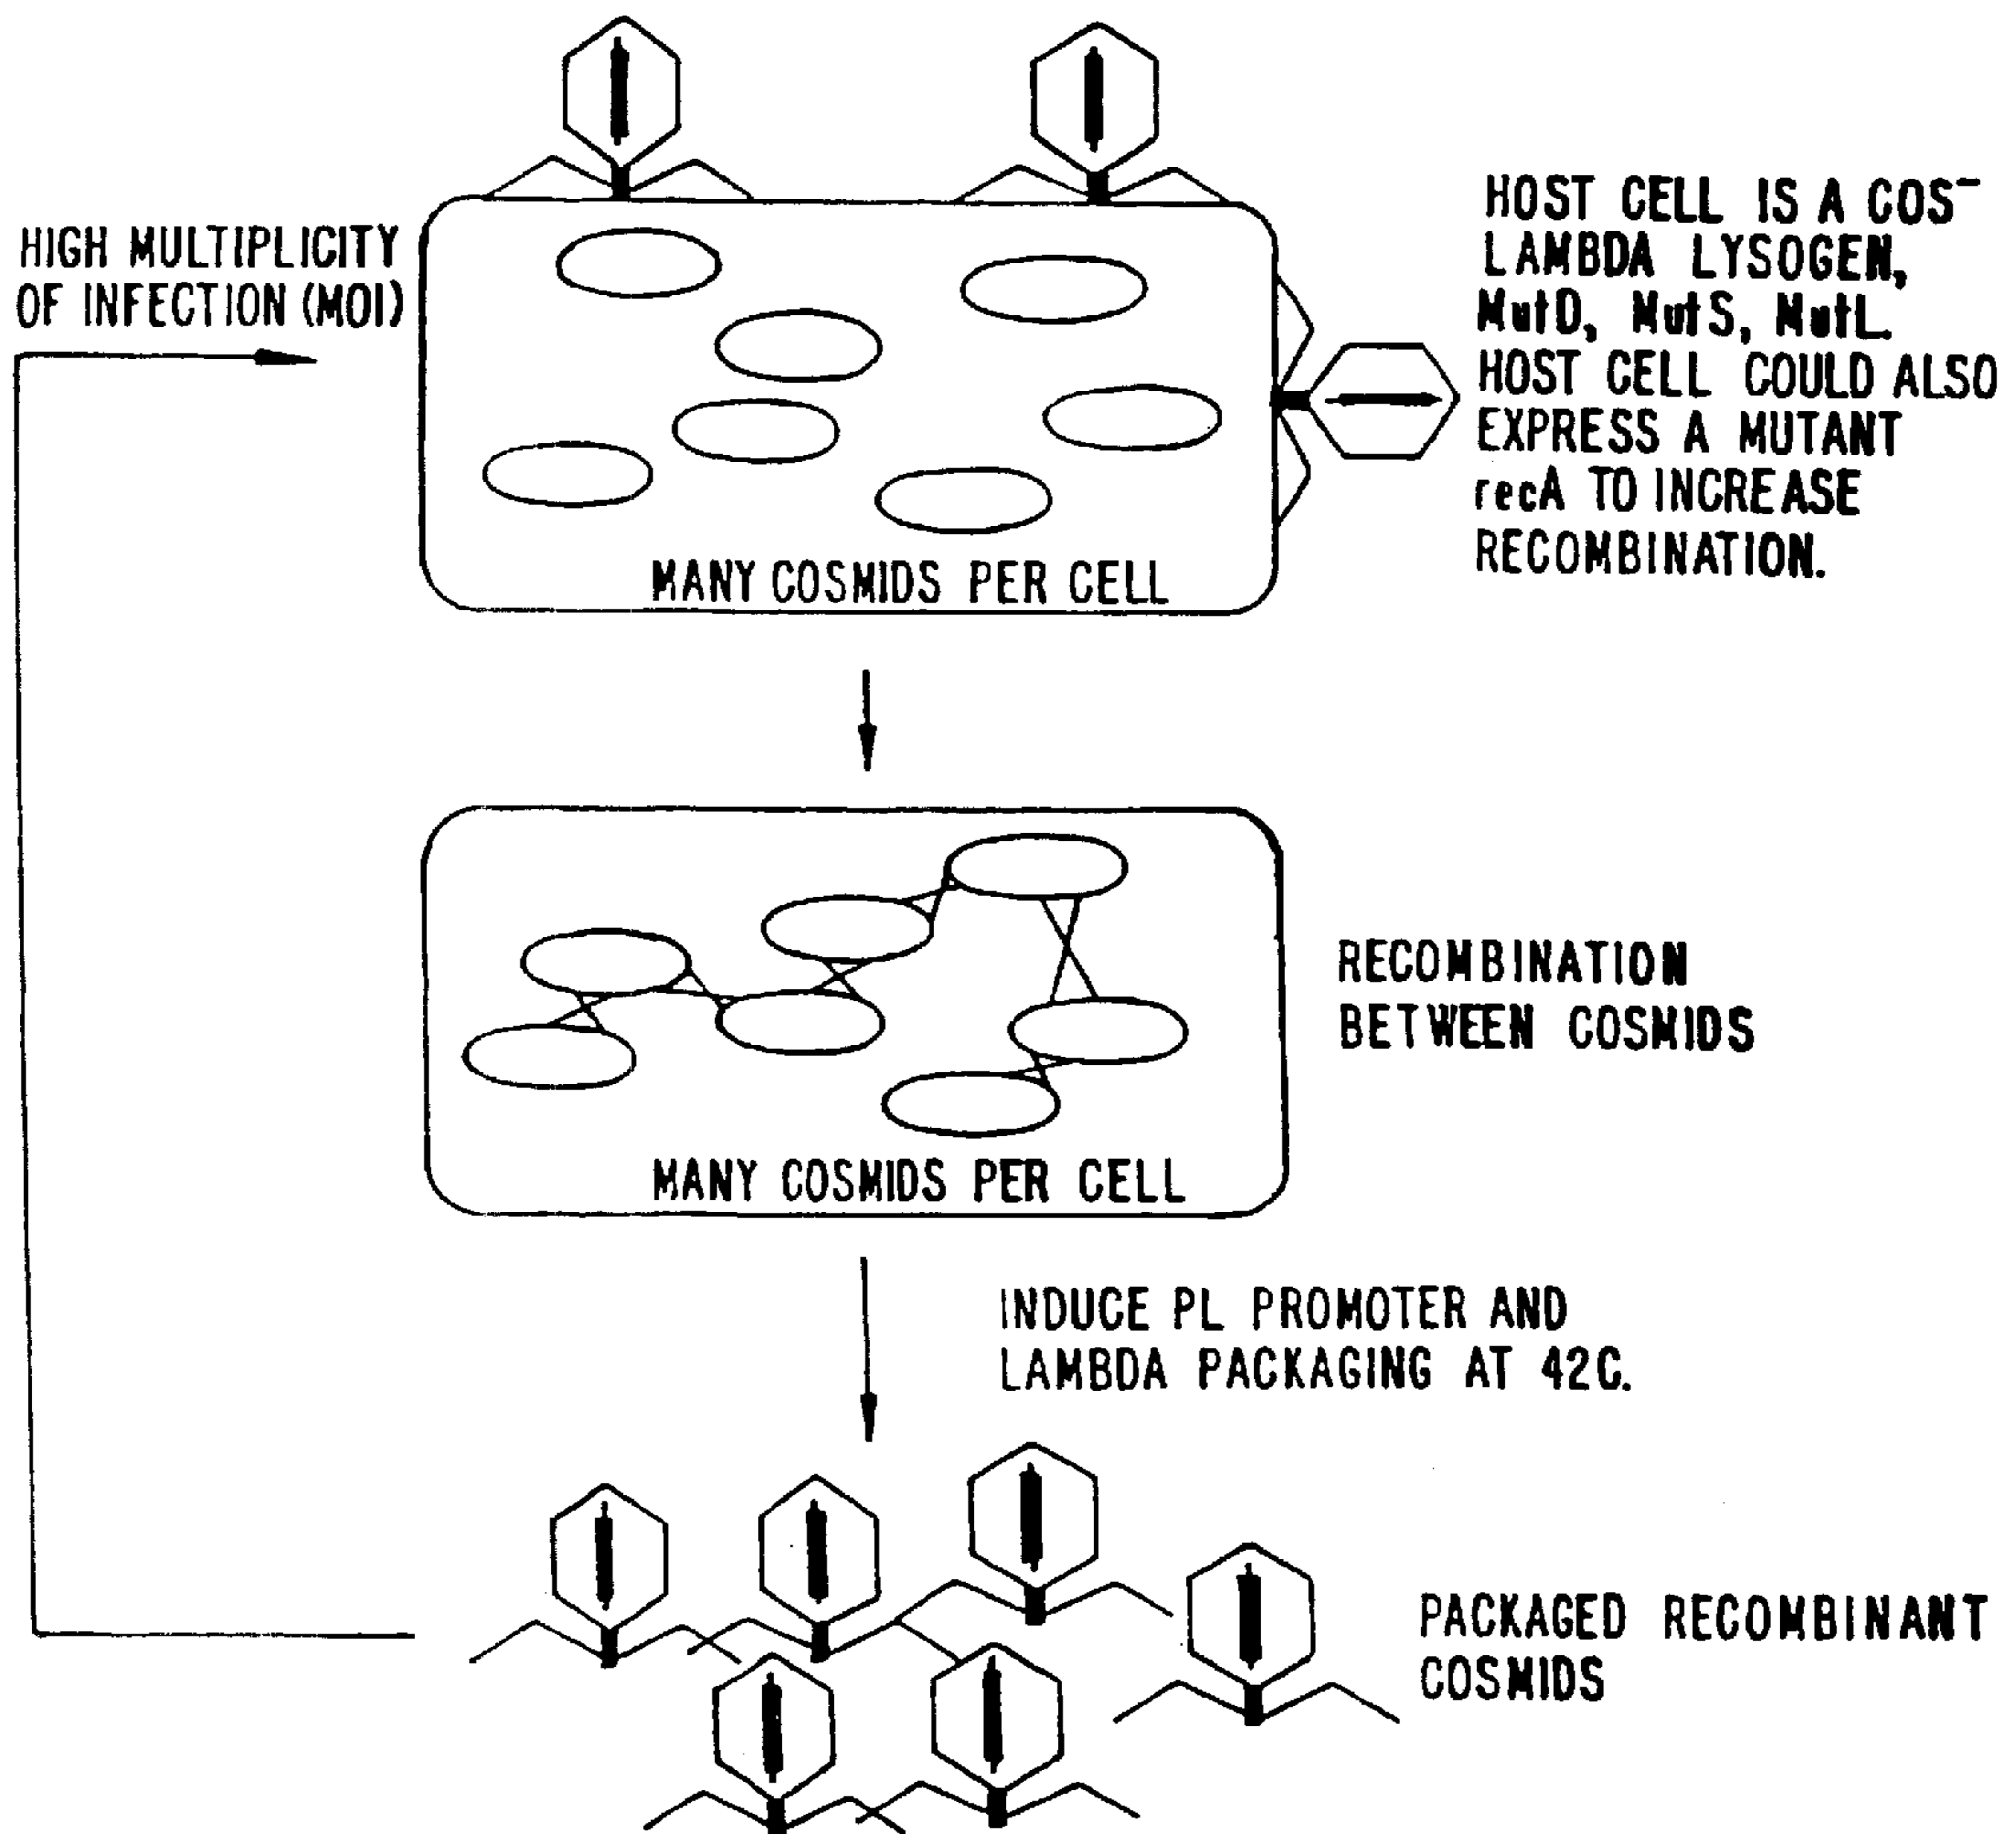 HIGH MULTIPLICITY
OF INFECTION (MOI)
HOST CELL IS A COS⁻
LAMBDA LYSOGEN,
MutD, MutS, MutL.
HOST CELL COULD ALSO
EXPRESS A MUTANT
recA TO INCREASE
RECOMBINATION.
MANY COSMIDS PER CELL
RECOMBINATION
BETWEEN COSMIDS
MANY COSMIDS PER CELL
INDUCE PL PROMOTER AND
LAMBDA PACKAGING AT 42C.
PACKAGED RECOMBINANT
COSMIDS